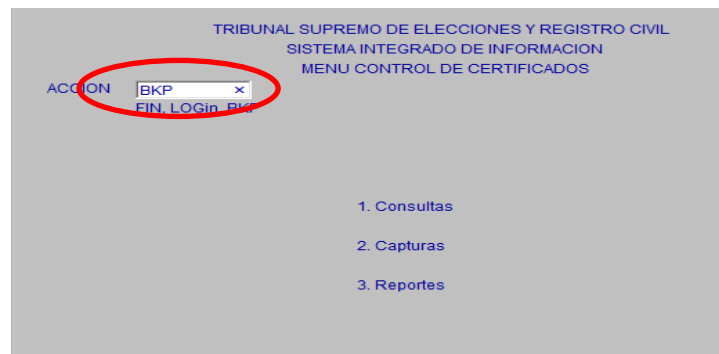 TRIBUNAL SUPREMO DE ELECCIONES Y REGISTRO CIVIL
SISTEMA INTEGRADO DE INFORMACION
MENU CONTROL DE CERTIFICADOS
ACCION BKP ×
FIN, LOGin, BKP
1. Consultas
2. Capturas
3. Reportes